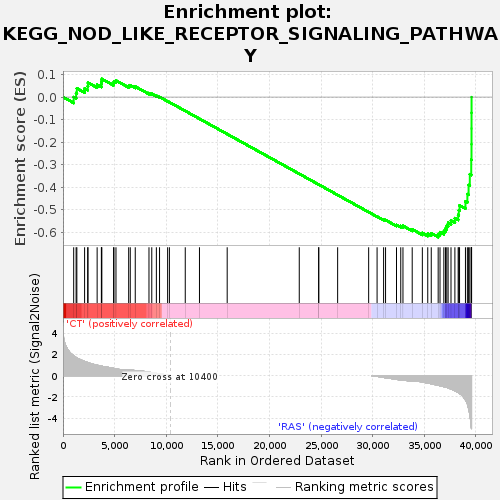 Enrichment plot:
KEGG_NOD_LIKE_RECEPTOR_SIGNALING_PATHWA
Y
Enrichment score (ES)
0.1
0.0
-0.1
-0.2
-0.3
-0.4
-0.5
-0.6
'CT' (positively correlated)
Ranked list metric (Signal2Noise)
4
2
0
-2
-4
Zero cross at 10400
'RAS' (negatively correlated)
0 5,000 10,000 15,000 20,000 25,000 30,000 35,000 40,000
Rank in Ordered Dataset
Enrichment profile Hits Ranking metric scores